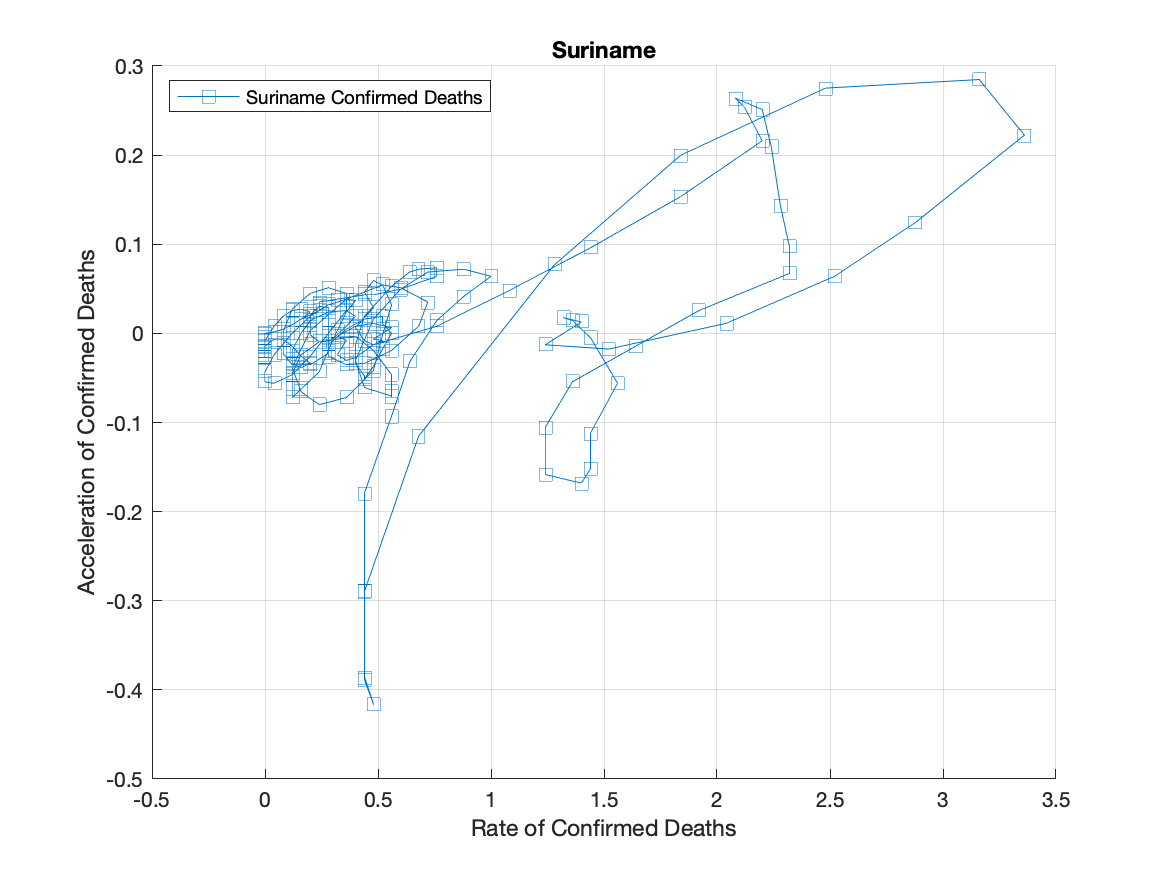 Suriname
Suriname Confirmed Deaths
0.3
0.2
0.1
0
-0.1
-0.2
-0.3
-0.4
-0.5
Acceleration of Confirmed Deaths
-0.5 0 0.5 1 1.5 2 2.5 3 3.5
Rate of Confirmed Deaths